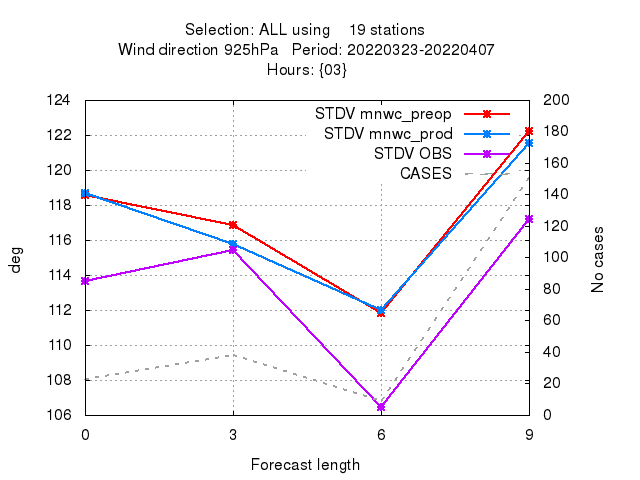 Selection: ALL using 19 stations
Wind direction 925hPa Period: 20220323-20220407
Hours: {03}
124
122
120
118
116
114
112
110
108
106
deg
STDV mnwc_preop
STDV mnwc_prod
STDV OBS
CASES
200
180
160
140
120
100
80
60
40
20
0
No cases
0 3 6 9
Forecast length